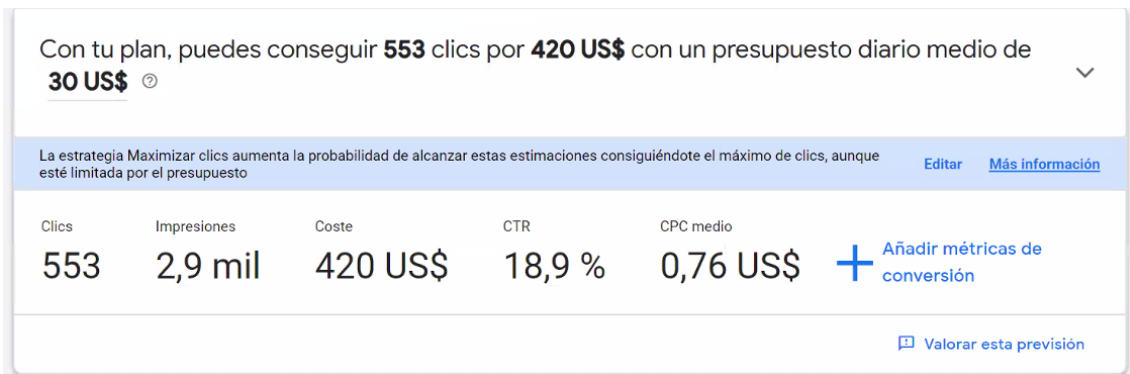 Con tu plan, puedes conseguir 553 clics por 420 US$ con un presupuesto diario medio de
30 US$
La estrategia Maximizar clics aumenta la probabilidad de alcanzar estas estimaciones consiguiéndote el máximo de clics, aunque
esté limitada por el presupuesto
Editar
Más información
Clics
Impresiones
Coste
CTR
CPC medio
553
2,9 mil
420 US$
18,9 %
0,76 US$
Añadir métricas de
conversión
Valorar esta previsión